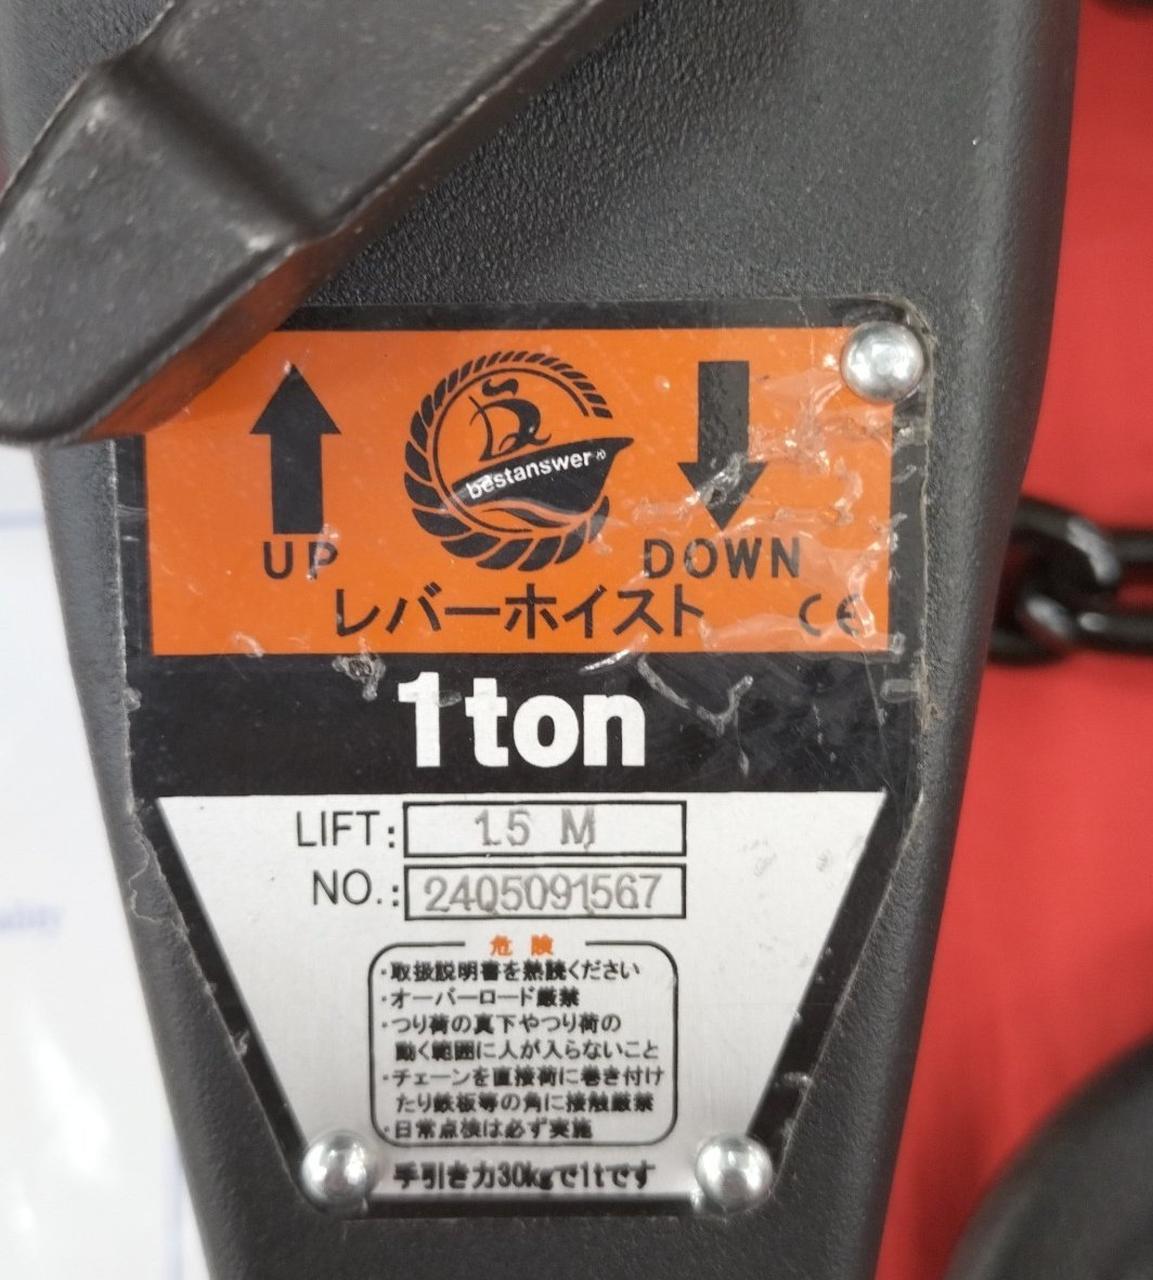 bestanswer®
UP
DOWN
レバーホイスト
CE
1ton
LIFT: 1.5 M
NO.: 2405091567
危険
・取扱説明書を熟読ください
・オーバーロード厳禁
・つり荷の真下やつり荷の
動く範囲に人が入らないこと
・チェーンを直接荷に巻き付け
たり鉄板等の角に接触厳禁
・日常点検は必ず実施
手引き力30kgで1tです
ality